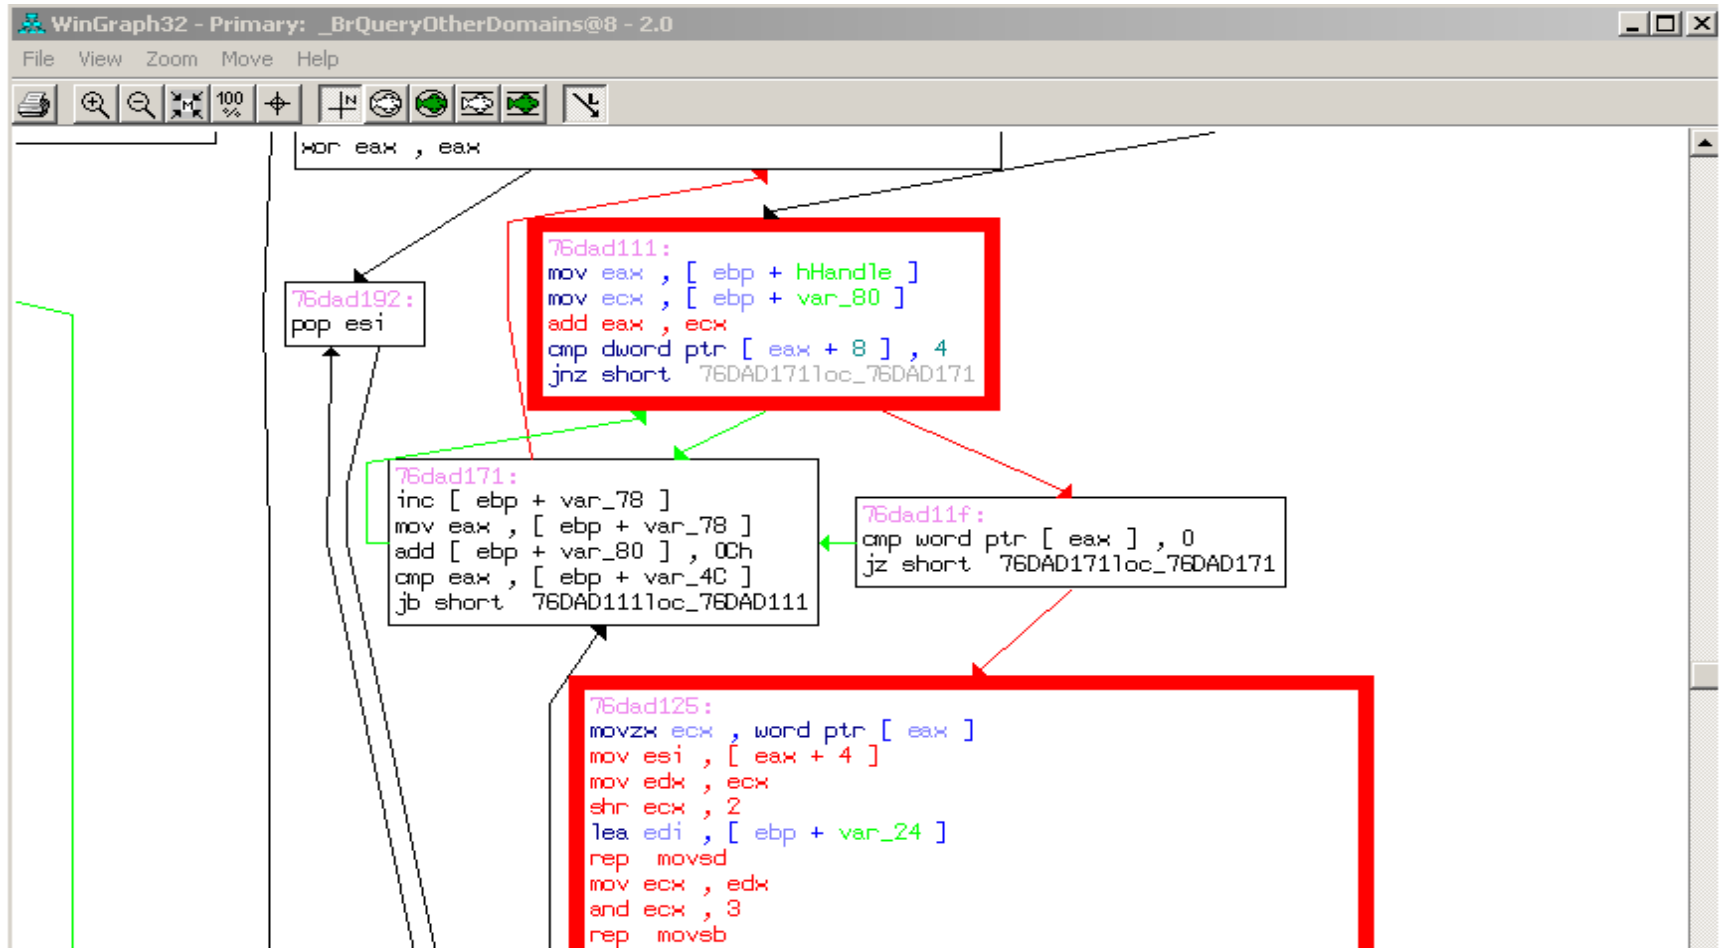 WinGraph32 - Primary: _BrQueryOtherDomains@8 - 2.0
File View Zoom Move Help
M 100 % N
xor eax , eax
76dad111:
mov eax , [ ebp + hHandle ]
mov ecx , [ ebp + var_80 ]
add eax , ecx
cmp dword ptr [ eax + 8 ] , 4
jnz short 76DAD171loc_76DAD171
76dad192:
pop esi
76dad171:
inc [ ebp + var_78 ]
mov eax , [ ebp + var_78 ]
add [ ebp + var_80 ] , 0Ch
cmp eax , [ ebp + var_4C ]
jb short 76DAD111loc_76DAD111
76dad11f:
cmp word ptr [ eax ] , 0
jz short 76DAD171loc_76DAD171
76dad125:
movzx ecx , word ptr [ eax ]
mov esi , [ eax + 4 ]
mov edx , ecx
shr ecx , 2
lea edi , [ ebp + var_24 ]
rep movsd
mov ecx , edx
and ecx , 3
rep movsb